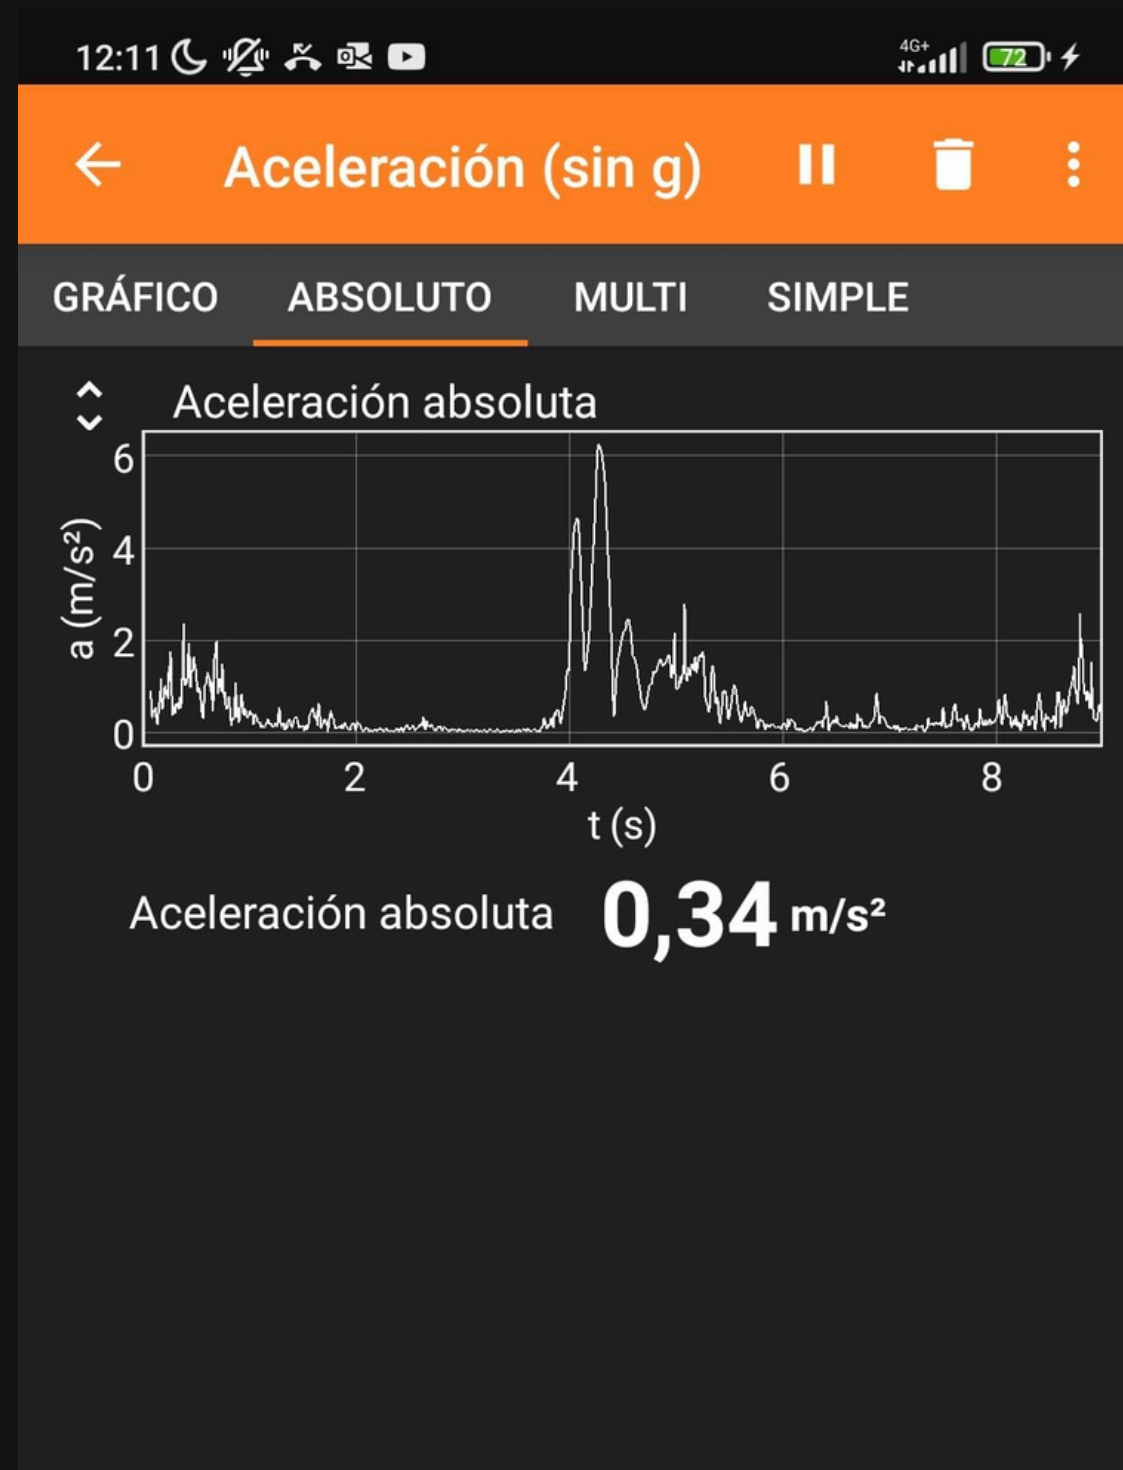 12:11 4G+ 72
Aceleración (sin g)
GRÁFICO ABSOLUTO MULTI SIMPLE
Aceleración absoluta
6
4
2
0
a (m/s²)
0 2 4 6 8
t (s)
Aceleración absoluta 0,34 m/s²